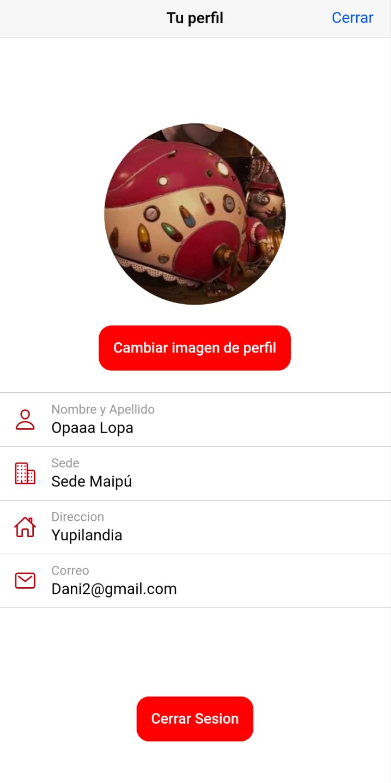 Tu perfil
Cerrar
Cambiar imagen de perfil
Nombre y Apellido
Opaaa Lopa
Sede
Sede Maipú
Direccion
Yupilandia
Correo
Dani2@gmail.com
Cerrar Sesion